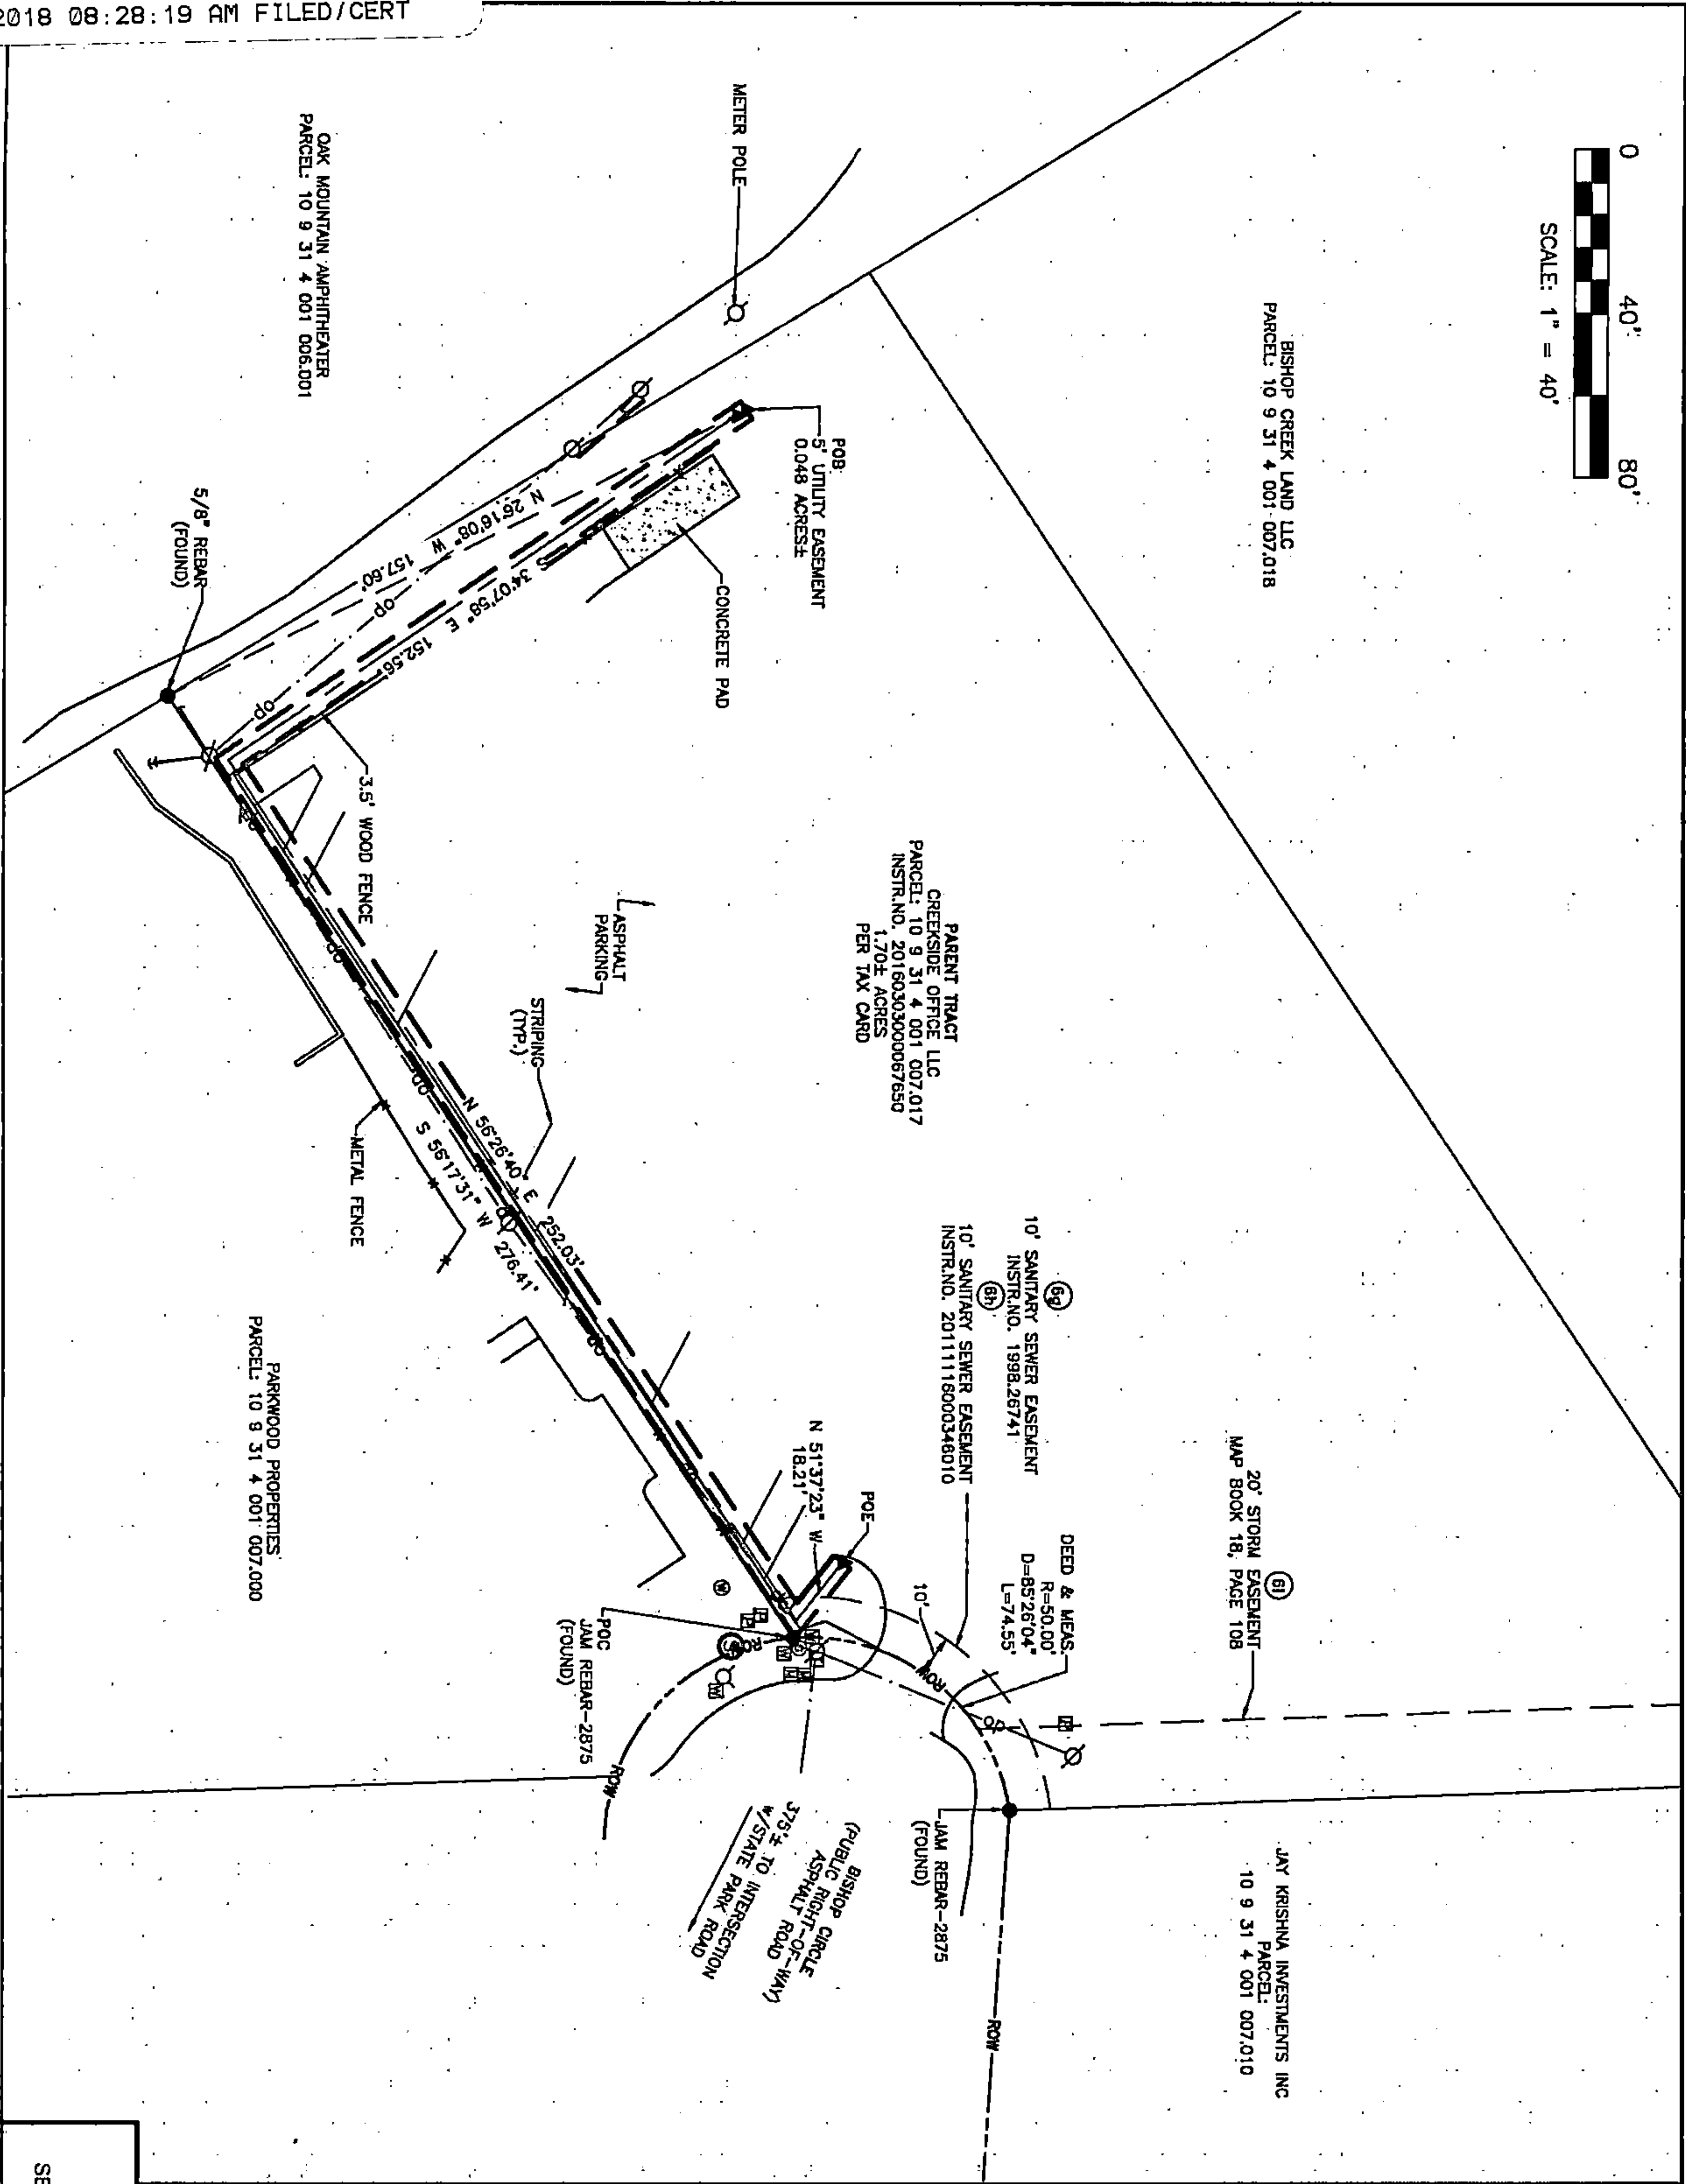 2018 08:28:19 AM FILED/CERT
0 40' 80'
SCALE: 1" = 40'
BISHOP CREEK LAND LLC
PARCEL: 10 9 31 4 001 007.018
METER POLE
OAK MOUNTAIN AMPHITHEATER
PARCEL: 10 9 31 4 001 006.001
POB
5' UTILITY EASEMENT
0.048 ACRES±
CONCRETE PAD
N 26°16'08" W 157.60'
S 34°07'58" E 152.56'
OP
OP
5/8" REBAR
(FOUND)
3.5' WOOD FENCE
ASPHALT
PARKING
STRIPING
(TYP.)
METAL FENCE
PARENT TRACT
CREEKSIDE OFFICE LLC
PARCEL: 10 9 31 4 001 007.017
INSTR.NO. 20160303000067650
1.70± ACRES
PER TAX CARD
N 56°26'40" E 252.03'
S 56°17'31" W 276.41'
6g
10' SANITARY SEWER EASEMENT
INSTR.NO. 1998.26741
6h
10' SANITARY SEWER EASEMENT
INSTR.NO. 20111116000346010
20' STORM EASEMENT
MAP BOOK 18, PAGE 108
N 51°37'23" W
18.21'
POE
DEED & MEAS.
R=50.00'
D=85°26'04"
L=74.55'
10'
ROW
ROW
ROW
ROW
POC
JAM REBAR-2875
(FOUND)
JAM REBAR-2875
(FOUND)
PARKWOOD PROPERTIES
PARCEL: 10 9 31 4 001 007.000
BISHOP CIRCLE
(PUBLIC RIGHT-OF-WAY)
ASPHALT ROAD
375'± TO INTERSECTION
W/STATE PARK ROAD
JAY KRISHNA INVESTMENTS INC
PARCEL:
10 9 31 4 001 007.010
SE